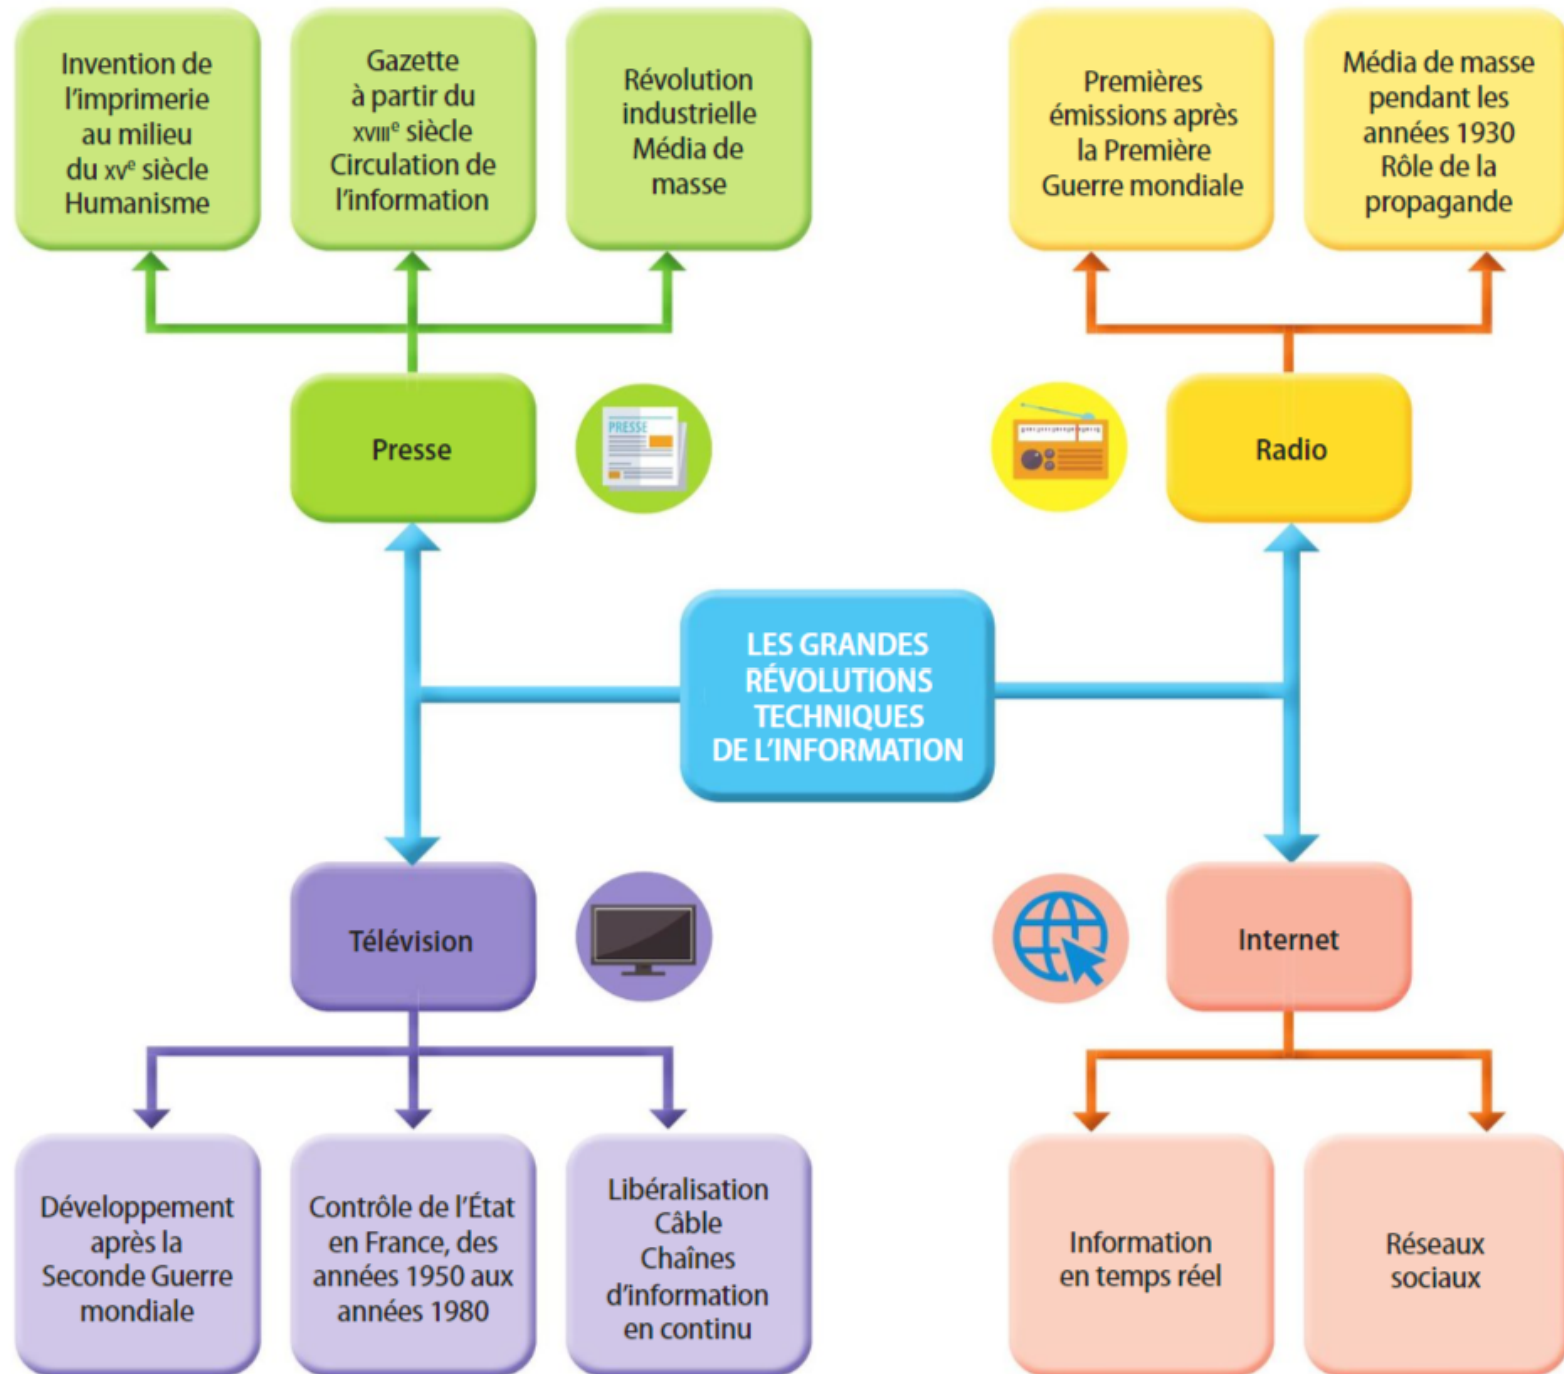 Invention de
l'imprimerie
au milieu
du XVe siècle
Humanisme
Gazette
à partir du
XVIIIe siècle
Circulation de
l'information
Révolution
industrielle
Média de
masse
Premières
émissions après
la Première
Guerre mondiale
Média de masse
pendant les
années 1930
Rôle de la
propagande
Presse
PRESSE
Radio
LES GRANDES
RÉVOLUTIONS
TECHNIQUES
DE L'INFORMATION
Télévision
Internet
Développement
après la
Seconde Guerre
mondiale
Contrôle de l'État
en France, des
années 1950 aux
années 1980
Libéralisation
Câble
Chaînes
d'information
en continu
Information
en temps réel
Réseaux
sociaux